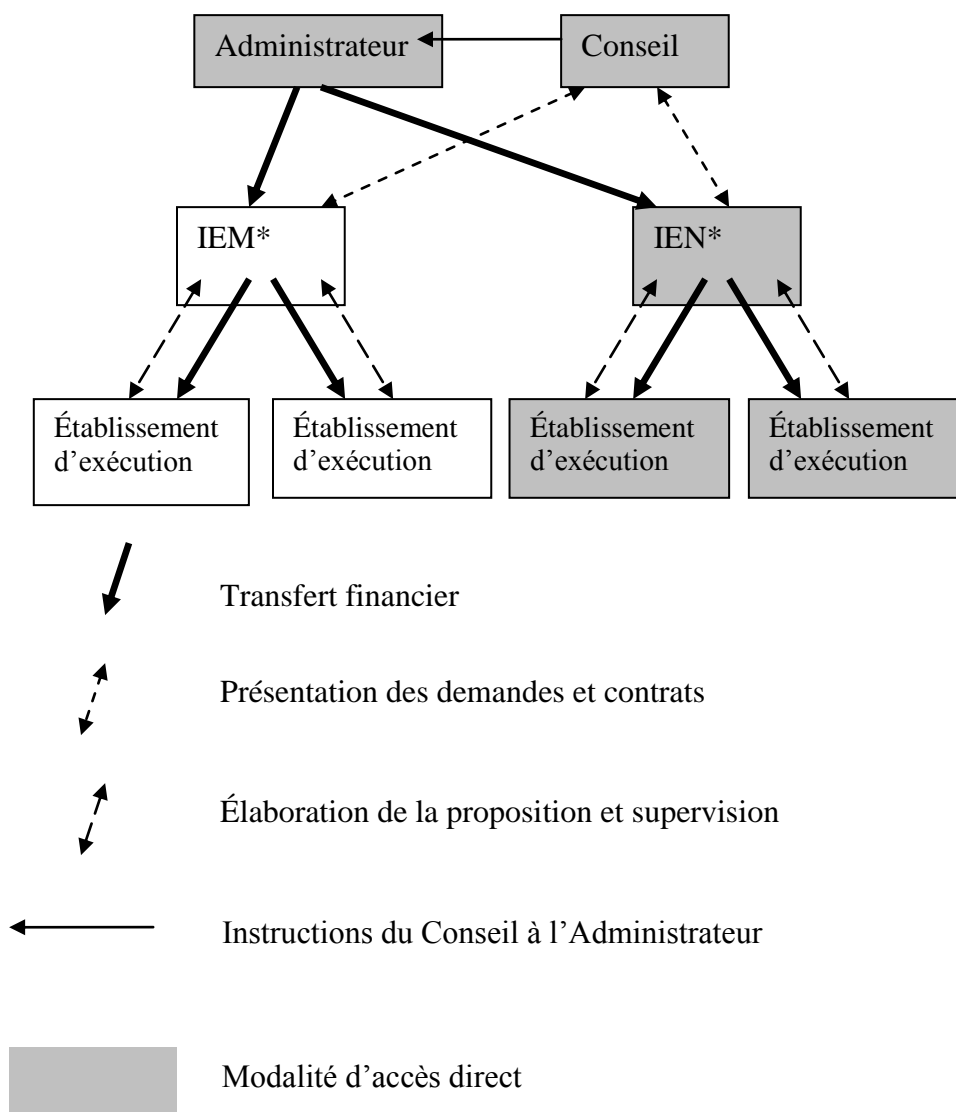 Administrateur
Conseil
IEM*
IEN*
Établissement
d’exécution
Établissement
d’exécution
Établissement
d’exécution
Établissement
d’exécution
Transfert financier
Présentation des demandes et contrats
Élaboration de la proposition et supervision
Instructions du Conseil à l’Administrateur
Modalité d’accès direct